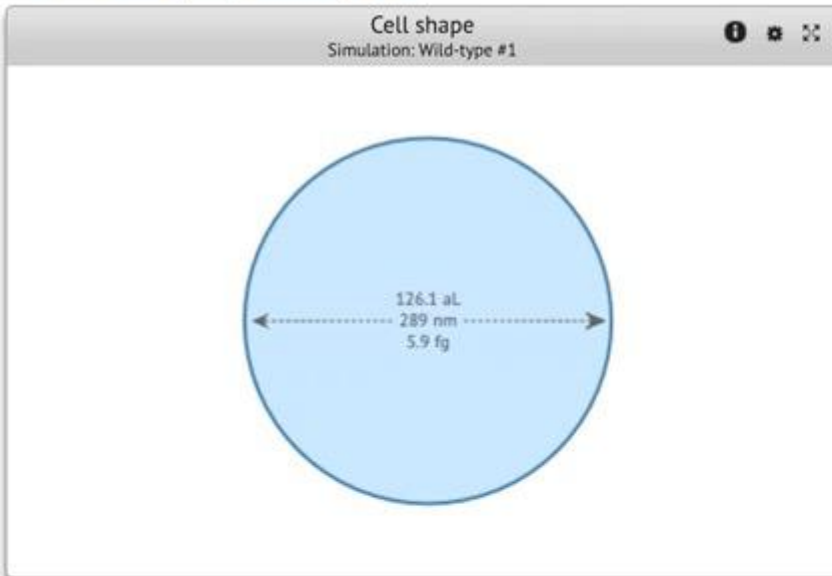 Cell shape
Simulation: Wild-type #1
126.1 aL
289 nm
5.9 fg